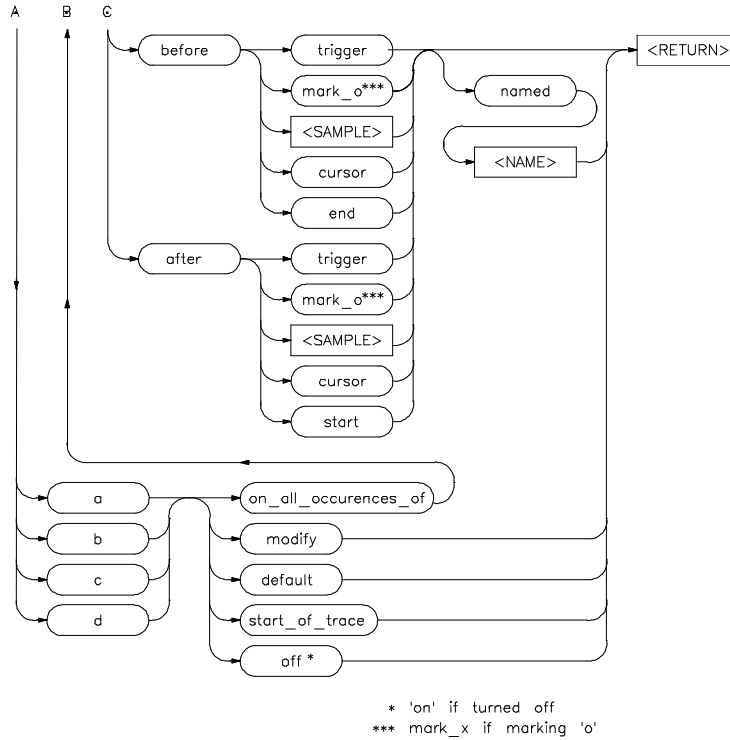 A B C
before trigger <RETURN>
mark_o*** named
<SAMPLE>
<NAME>
cursor
end
after trigger
mark_o***
<SAMPLE>
cursor
start
a on_all_occurences_of
b modify
c default
d start_of_trace
off *
* 'on' if turned off
*** mark_x if marking 'o'